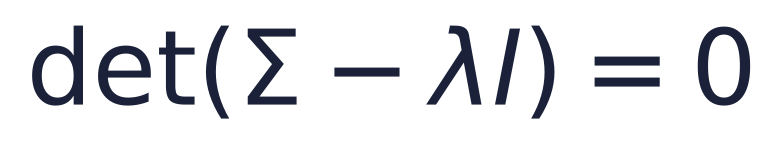 det(Σ − λI) = 0